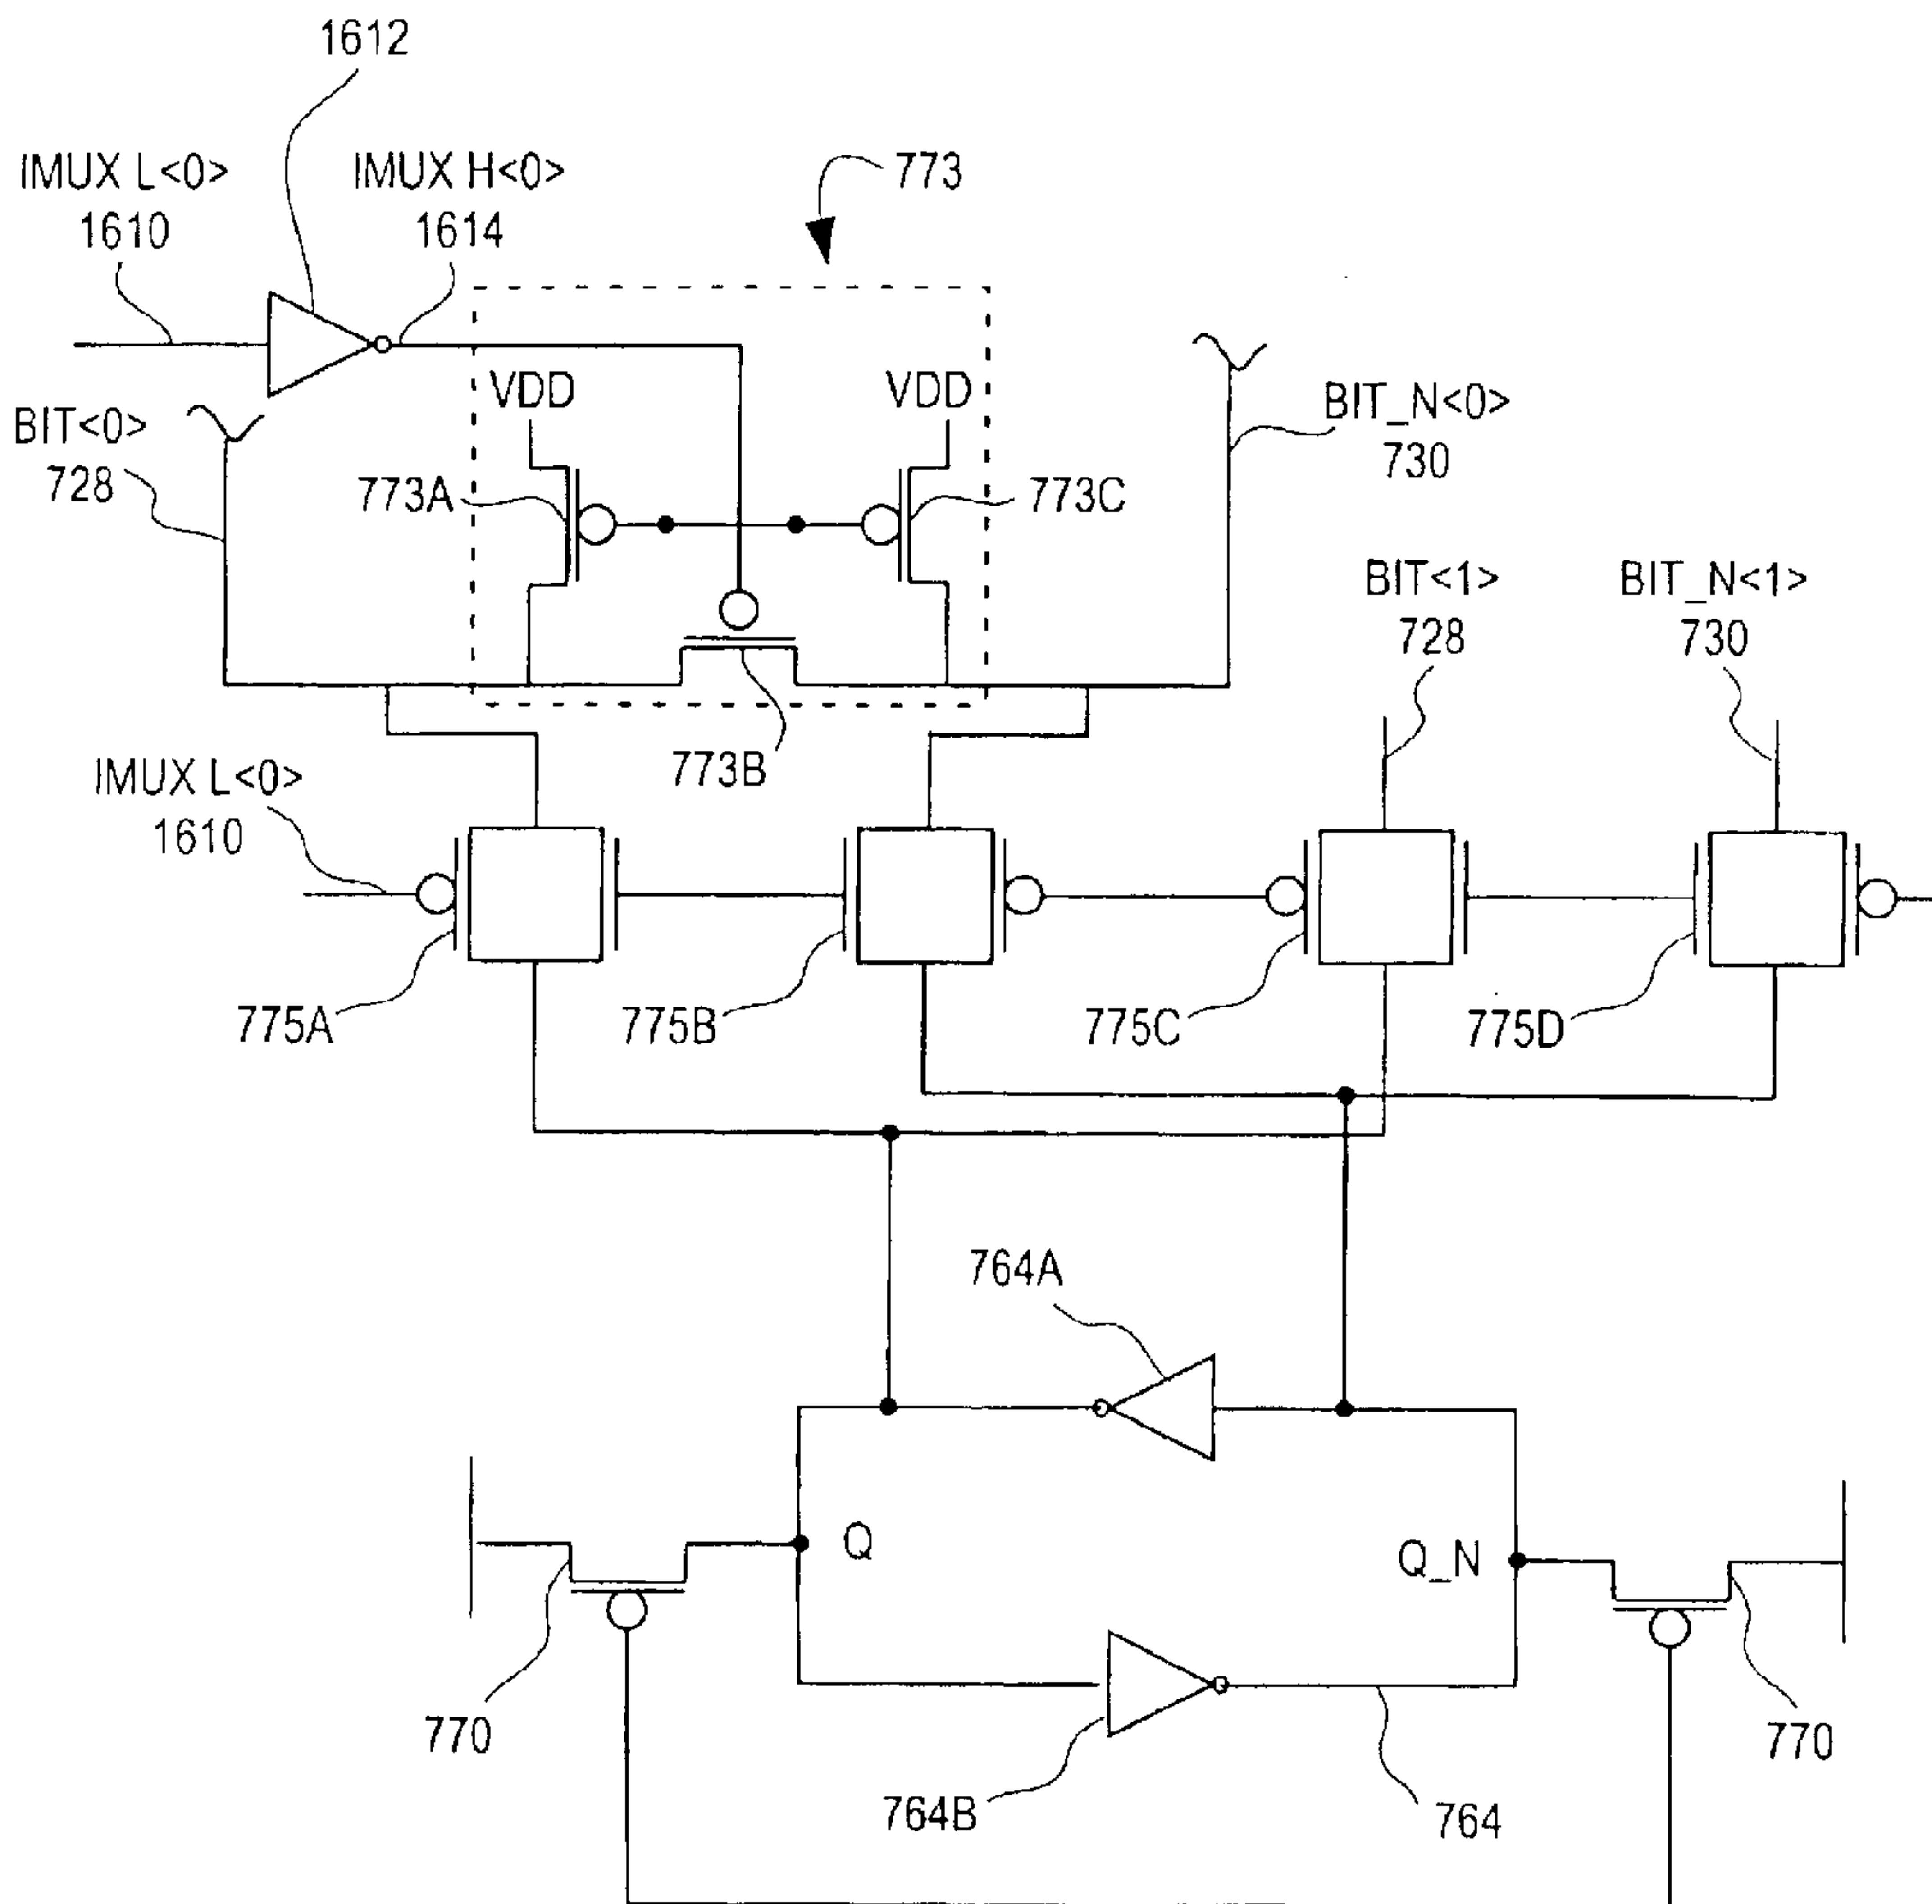 1612
IMUX L<0>
1610
IMUX H<0>
1614
773
VDD
VDD
BIT<0>
728
BIT_N<0>
730
773A
773C
BIT<1>
728
BIT_N<1>
730
773B
IMUX L<0>
1610
775A
775B
775C
775D
764A
Q
Q_N
770
764B
764
770